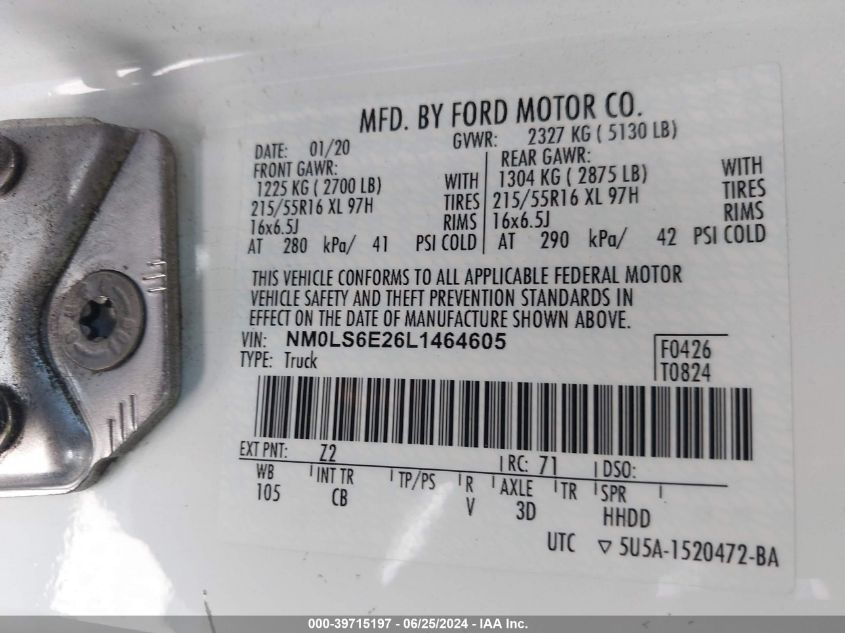 MFD. BY FORD MOTOR CO.
DATE: 01/20 GVWR: 2327 KG ( 5130 LB)
FRONT GAWR: REAR GAWR:
1225 KG ( 2700 LB) WITH 1304 KG ( 2875 LB) WITH
215/55R16 XL 97H TIRES 215/55R16 XL 97H TIRES
16x6.5J RIMS 16x6.5J RIMS
AT 280 kPa/ 41 PSI COLD AT 290 kPa/ 42 PSI COLD
THIS VEHICLE CONFORMS TO ALL APPLICABLE FEDERAL MOTOR
VEHICLE SAFETY AND THEFT PREVENTION STANDARDS IN
EFFECT ON THE DATE OF MANUFACTURE SHOWN ABOVE.
VIN: NM0LS6E26L1464605 F0426
TYPE: Truck T0824
EXT PNT: Z2 RC: 71 DSO:
WB INT TR TP/PS R AXLE TR SPR
105 CB V 3D HHDD
UTC ▽ 5U5A-1520472-BA
000-39715197 - 06/25/2024 - IAAI Inc.